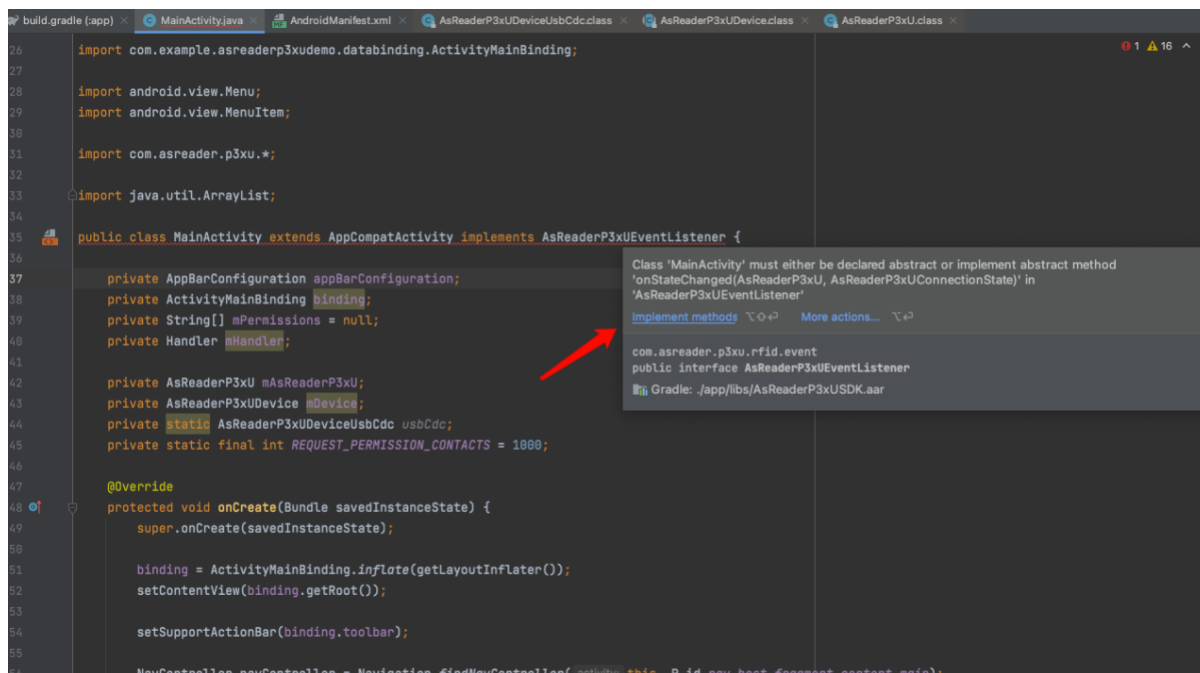 build.gradle (:app) × MainActivity.java × AndroidManifest.xml × AsReaderP3xUDeviceUsbCdc.class × AsReaderP3xUDevice.class × AsReaderP3xU.class ×
26 import com.example.asreaderp3xudemo.databinding.ActivityMainBinding; 1 16
27
28 import android.view.Menu;
29 import android.view.MenuItem;
30
31 import com.asreader.p3xu.*;
32
33 import java.util.ArrayList;
34
35 public class MainActivity extends AppCompatActivity implements AsReaderP3xUEventListener {
36
37 private AppBarConfiguration appBarConfiguration;
38 private ActivityMainBinding binding;
39 private String[] mPermissions = null;
40 private Handler mHandler;
41
42 private AsReaderP3xU mAsReaderP3xU;
43 private AsReaderP3xUDevice mDevice;
44 private static AsReaderP3xUDeviceUsbCdc usbCdc;
45 private static final int REQUEST_PERMISSION_CONTACTS = 1000;
46
47 @Override
48 protected void onCreate(Bundle savedInstanceState) {
49 super.onCreate(savedInstanceState);
50
51 binding = ActivityMainBinding.inflate(getLayoutInflater());
52 setContentView(binding.getRoot());
53
54 setSupportActionBar(binding.toolbar);
55
Class 'MainActivity' must either be declared abstract or implement abstract method
'onStateChanged(AsReaderP3xU, AsReaderP3xUConnectionState)' in
'AsReaderP3xUEventListener'
Implement methods ⌥⇧⏎ More actions... ⌥⏎
com.asreader.p3xu.rfid.event
public interface AsReaderP3xUEventListener
Gradle: ./app/libs/AsReaderP3xUSDK.aar